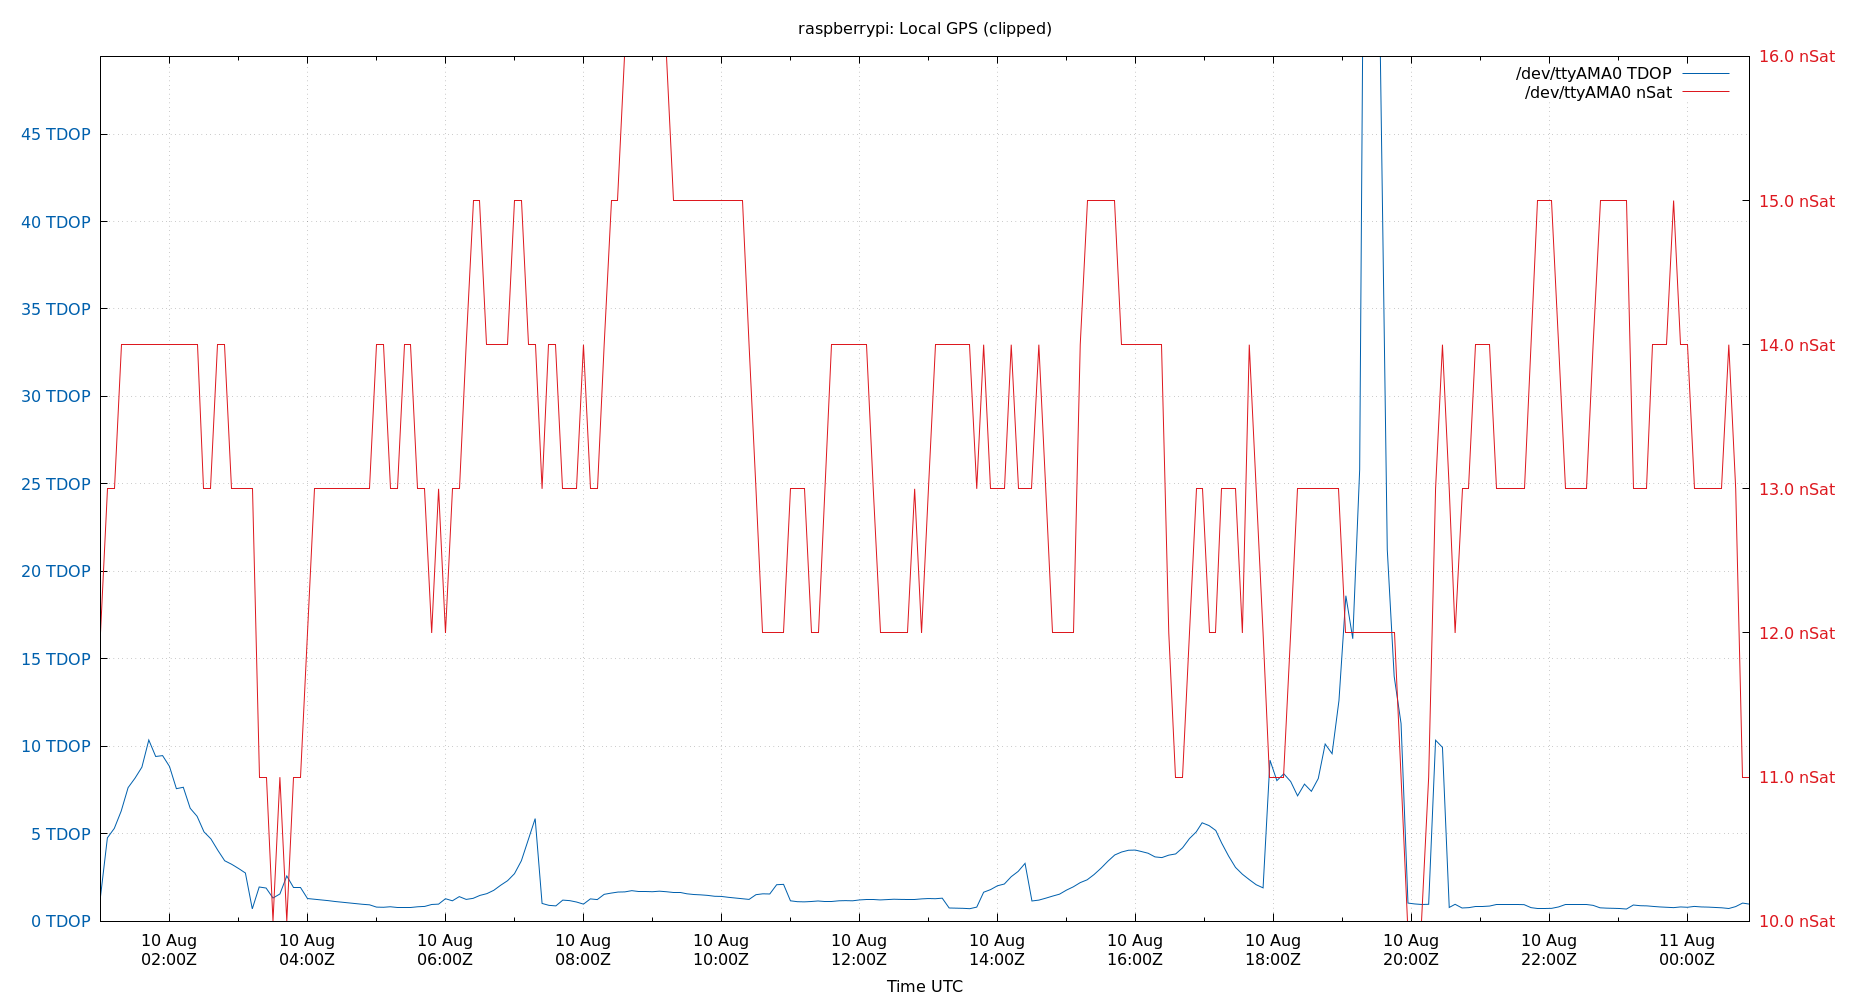 raspberrypi: Local GPS (clipped)
16.0 nSat
/dev/ttyAMA0 TDOP
/dev/ttyAMA0 nSat
45 TDOP
40 TDOP
15.0 nSat
35 TDOP
14.0 nSat
30 TDOP
25 TDOP
13.0 nSat
20 TDOP
12.0 nSat
15 TDOP
10 TDOP
11.0 nSat
5 TDOP
0 TDOP
10.0 nSat
10 Aug 10 Aug 10 Aug 10 Aug 10 Aug 10 Aug 10 Aug 10 Aug 10 Aug 10 Aug 10 Aug 11 Aug
02:00Z 04:00Z 06:00Z 08:00Z 10:00Z 12:00Z 14:00Z 16:00Z 18:00Z 20:00Z 22:00Z 00:00Z
Time UTC